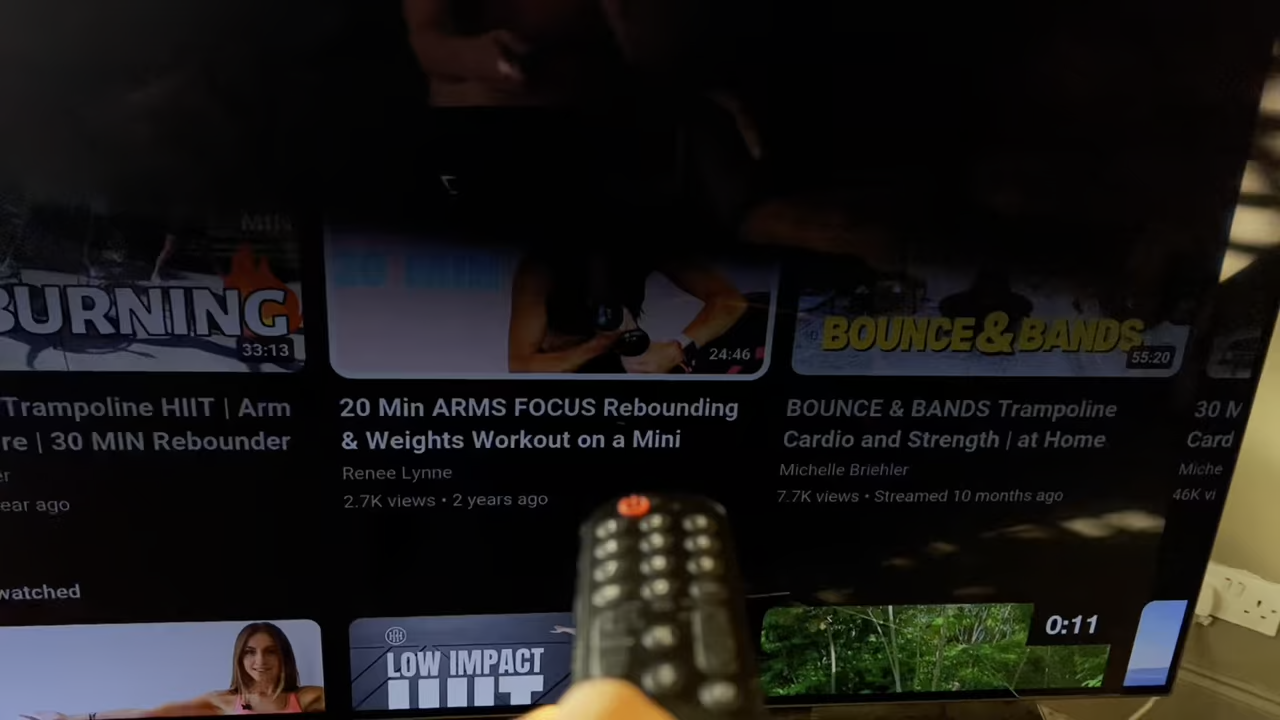 BURNING
33:13
24:46
BOUNCE & BANDS
55:20
Trampoline HIIT | Arm
re | 30 MIN Rebounder
ear ago
20 Min ARMS FOCUS Rebounding
& Weights Workout on a Mini
Renee Lynne
2.7K views • 2 years ago
BOUNCE & BANDS Trampoline
Cardio and Strength | at Home
Michelle Briehler
7.7K views • Streamed 10 months ago
30 M
Card
Miche
46K vi
watched
LOW IMPACT
HIIT
0:11